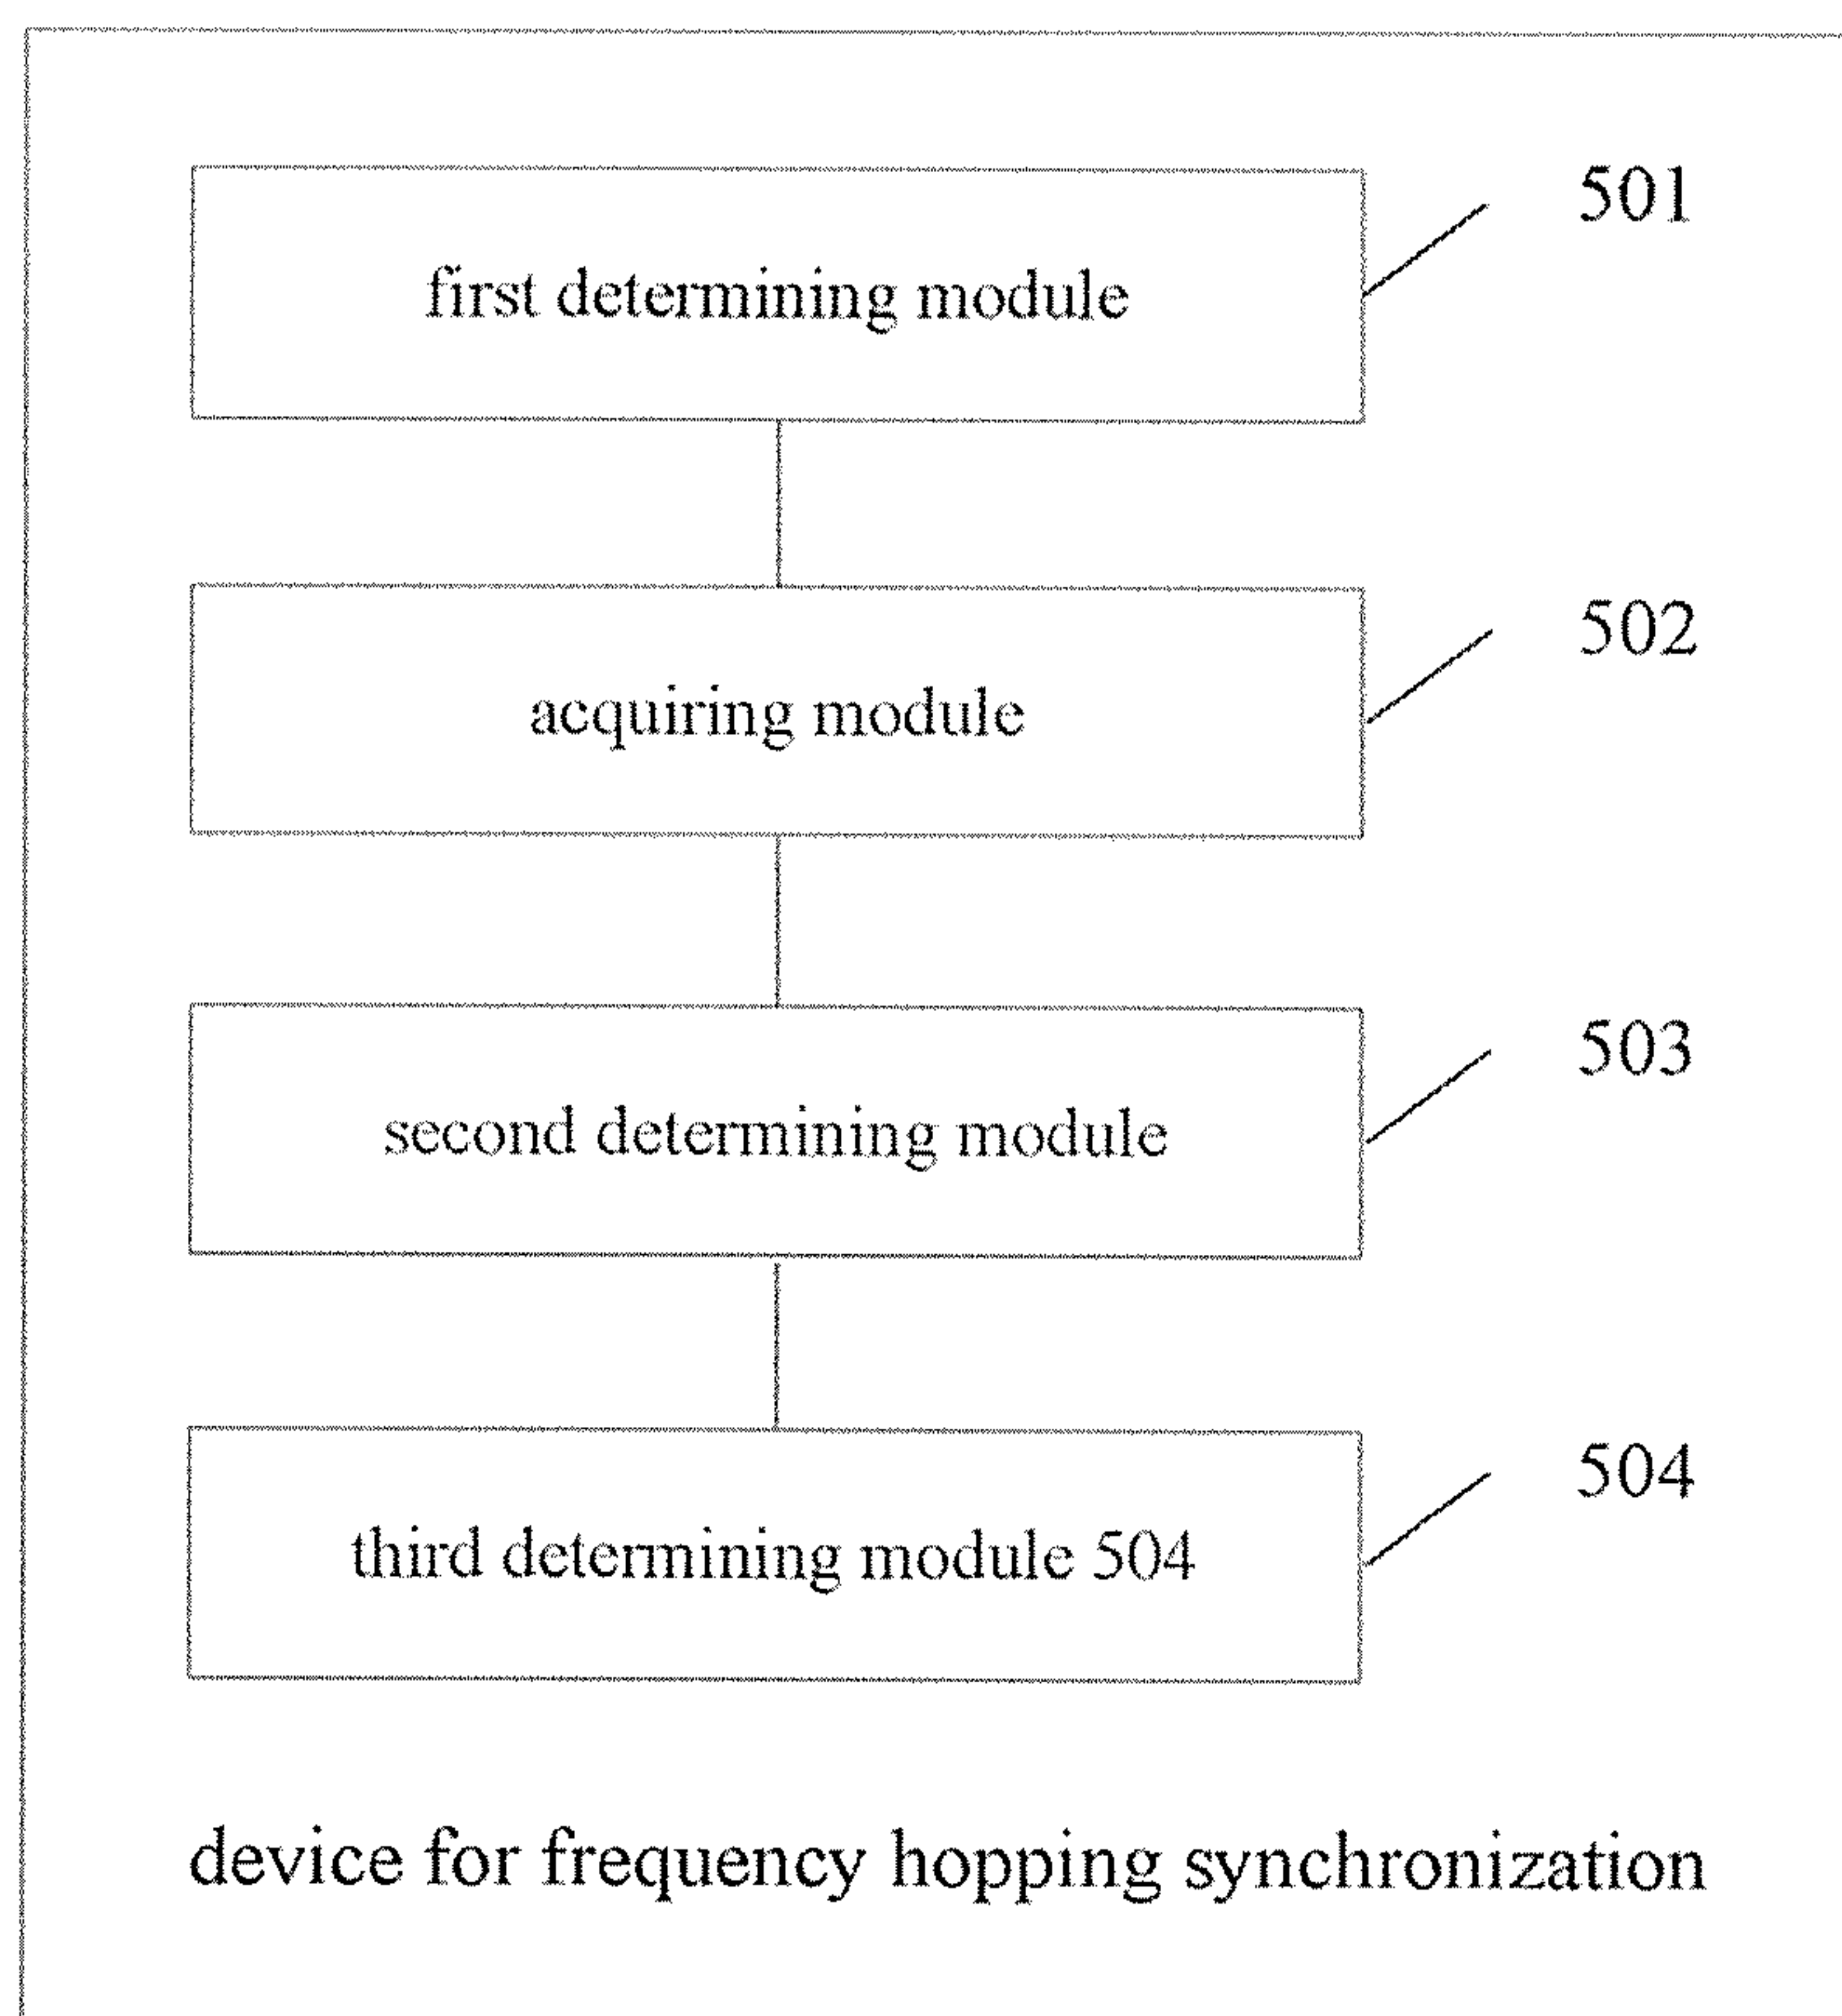 501
first determining module
502
acquiring module
503
second determining module
504
third determining module 504
device for frequency hopping synchronization